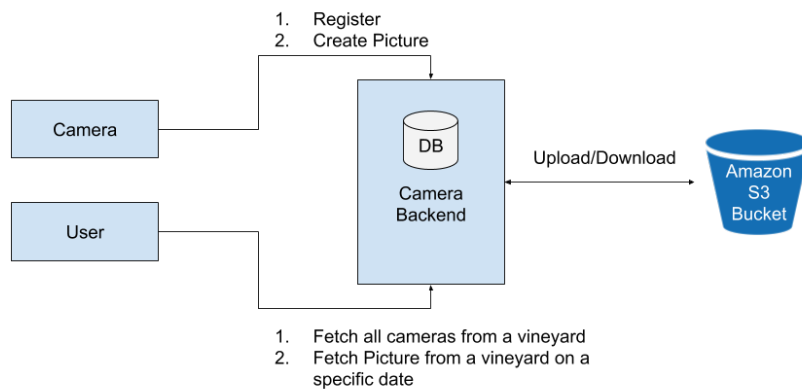 1. Register
2. Create Picture
Camera
DB
Camera
Backend
Upload/Download
Amazon
S3
Bucket
User
1. Fetch all cameras from a vineyard
2. Fetch Picture from a vineyard on a
specific date